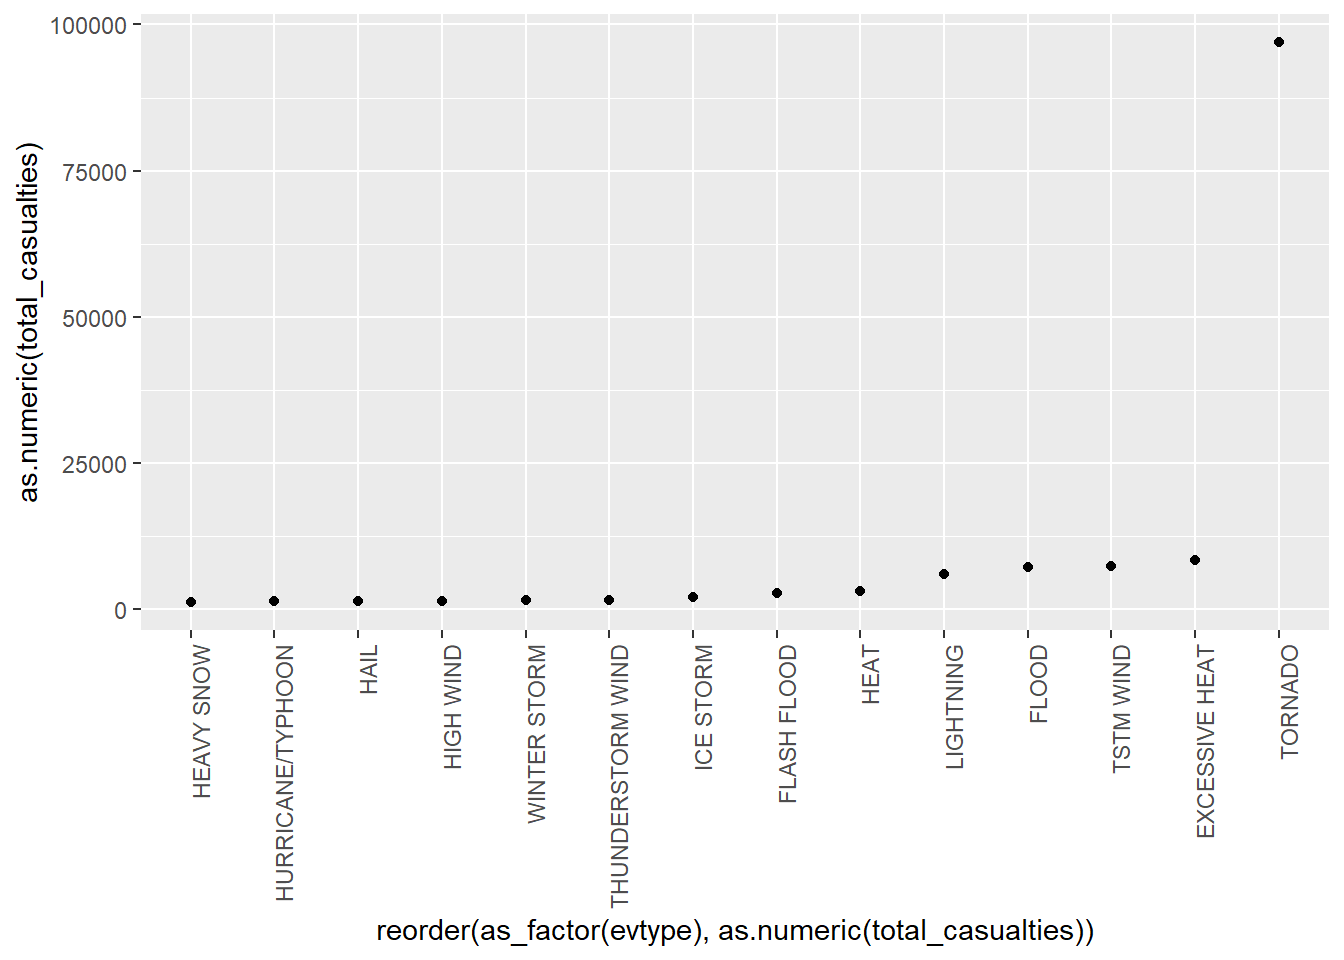 100000
75000
50000
25000
0
as.numeric(total_casualties)
HEAVY SNOW
HURRICANE/TYPHOON
HAIL
HIGH WIND
WINTER STORM
THUNDERSTORM WIND
ICE STORM
FLASH FLOOD
HEAT
LIGHTNING
FLOOD
TSTM WIND
EXCESSIVE HEAT
TORNADO
reorder(as_factor(evtype), as.numeric(total_casualties))